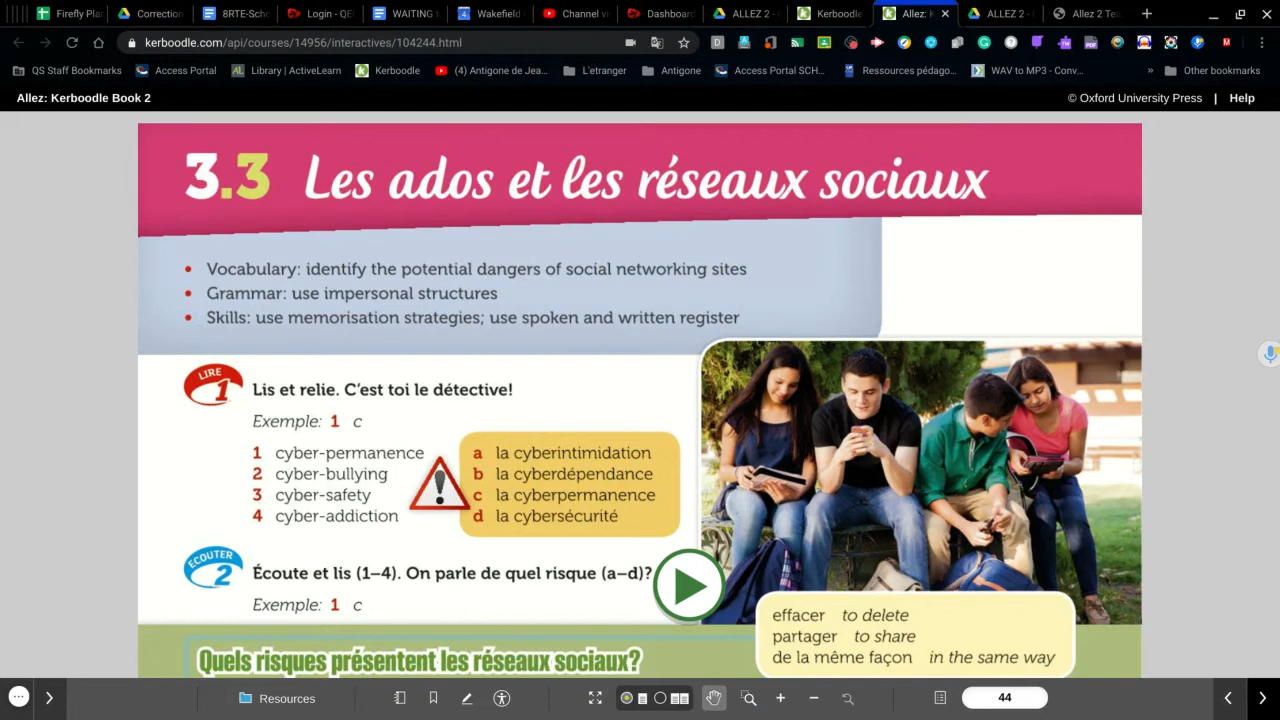 Firefly Plar
Correction
8RTE-Sch
Login - QE
WAITING
Wakefield
Channel vi
Dashboard
ALLEZ 2 -
Kerboodle
Allez: K
ALLEZ 2 -
Allez 2 Tea
kerboodle.com/api/courses/14956/interactives/104244.html
QS Staff Bookmarks
Access Portal
Library | ActiveLearn
Kerboodle
(4) Antigone de Jea...
L'etranger
Antigone
Access Portal SCH...
Ressources pédago...
WAV to MP3 - Conv...
»
Other bookmarks
Allez: Kerboodle Book 2
© Oxford University Press | Help
3.3 Les ados et les réseaux sociaux
• Vocabulary: identify the potential dangers of social networking sites
• Grammar: use impersonal structures
• Skills: use memorisation strategies; use spoken and written register
LIRE 1
Lis et relie. C'est toi le détective!
Exemple: 1 c
1 cyber-permanence
2 cyber-bullying
3 cyber-safety
4 cyber-addiction
a la cyberintimidation
b la cyberdépendance
c la cyberpermanence
d la cybersécurité
ECOUTER 2
Écoute et lis (1–4). On parle de quel risque (a–d)?
Exemple: 1 c
effacer to delete
partager to share
de la même façon in the same way
Quels risques présentent les réseaux sociaux?
Resources
44